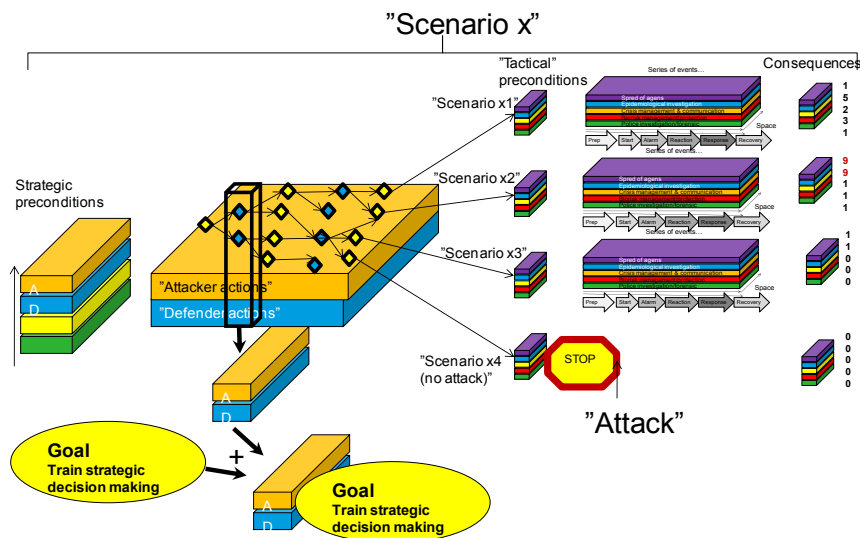 ”Scenario x”
”Tactical”
preconditions
Consequences
Strategic
preconditions
”Scenario x1”
Series of events…
Spred of agens
Epidemiological investigation
Crisis management & communication
Police investigation/forensic
Space
Prep
Start
Alarm
Reaction
Response
Recovery
1
5
2
3
1
”Scenario x2”
Series of events…
Spred of agens
Epidemiological investigation
Crisis management & communication
Police investigation/forensic
Space
Prep
Start
Alarm
Reaction
Response
Recovery
9
9
1
1
1
”Scenario x3”
Series of events…
Spred of agens
Epidemiological investigation
Crisis management & communication
Police investigation/forensic
Space
Prep
Start
Alarm
Reaction
Response
Recovery
1
1
0
0
0
”Scenario x4
(no attack)”
STOP
0
0
0
0
0
”Attack”
A
D
”Attacker actions”
”Defender actions”
A
D
Goal
Train strategic
decision making
+
A
D
Goal
Train strategic
decision making